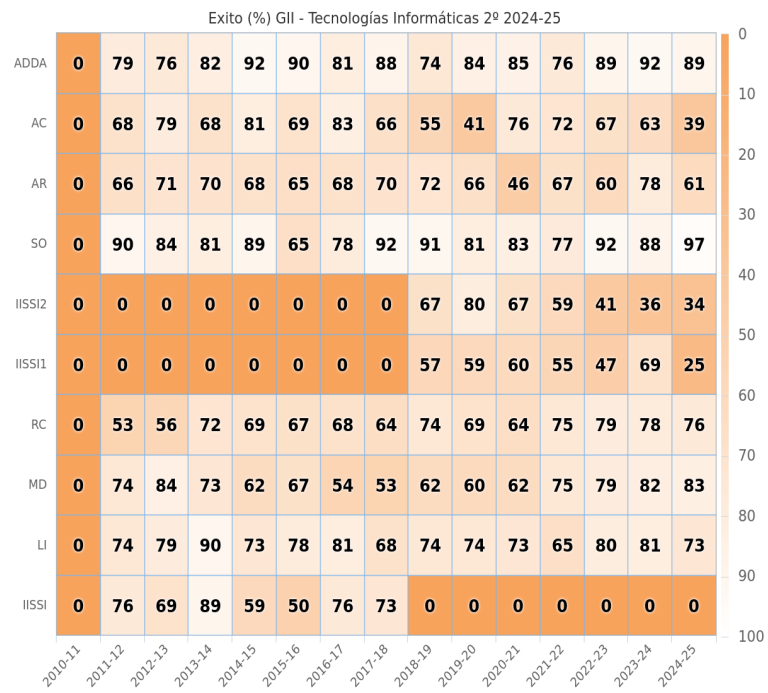 Exito (%) GII - Tecnologías Informáticas 2º 2024-25
ADDA 0 79 76 82 92 90 81 88 74 84 85 76 89 92 89
AC 0 68 79 68 81 69 83 66 55 41 76 72 67 63 39
AR 0 66 71 70 68 65 68 70 72 66 46 67 60 78 61
SO 0 90 84 81 89 65 78 92 91 81 83 77 92 88 97
IISSI2 0 0 0 0 0 0 0 0 67 80 67 59 41 36 34
IISSI1 0 0 0 0 0 0 0 0 57 59 60 55 47 69 25
RC 0 53 56 72 69 67 68 64 74 69 64 75 79 78 76
MD 0 74 84 73 62 67 54 53 62 60 62 75 79 82 83
LI 0 74 79 90 73 78 81 68 74 74 73 65 80 81 73
IISSI 0 76 69 89 59 50 76 73 0 0 0 0 0 0 0
2010-11 2011-12 2012-13 2013-14 2014-15 2015-16 2016-17 2017-18 2018-19 2019-20 2020-21 2021-22 2022-23 2023-24 2024-25
0
10
20
30
40
50
60
70
80
90
100